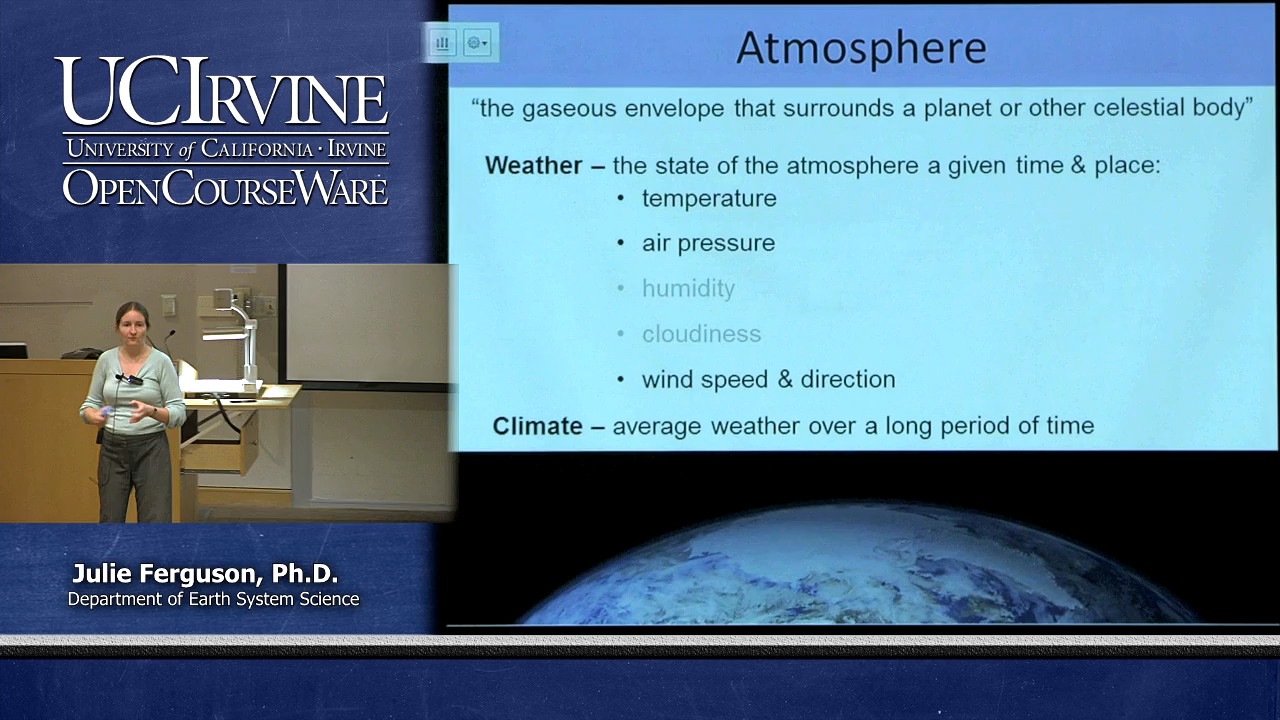 UCIRVINE
UNIVERSITY of CALIFORNIA · IRVINE
OPENCOURSEWARE
Julie Ferguson, Ph.D.
Department of Earth System Science
Atmosphere
“the gaseous envelope that surrounds a planet or other celestial body”
Weather – the state of the atmosphere a given time & place:
• temperature
• air pressure
• humidity
• cloudiness
• wind speed & direction
Climate – average weather over a long period of time